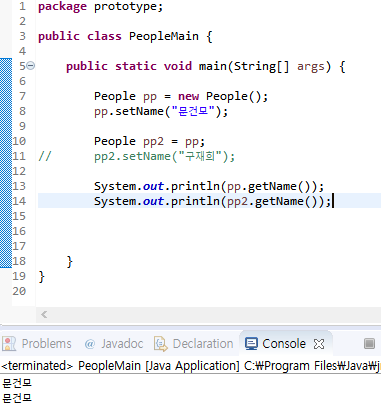 1 package prototype;
2
3 public class PeopleMain {
4
5 public static void main(String[] args) {
6
7 People pp = new People();
8 pp.setName("문건모");
9
10 People pp2 = pp;
11 // pp2.setName("구재희");
12
13 System.out.println(pp.getName());
14 System.out.println(pp2.getName());
15
16
17
18 }
19 }
20
Problems @ Javadoc Declaration Console
<terminated> PeopleMain [Java Application] C:₩Program Files₩Java₩j
문건모
문건모